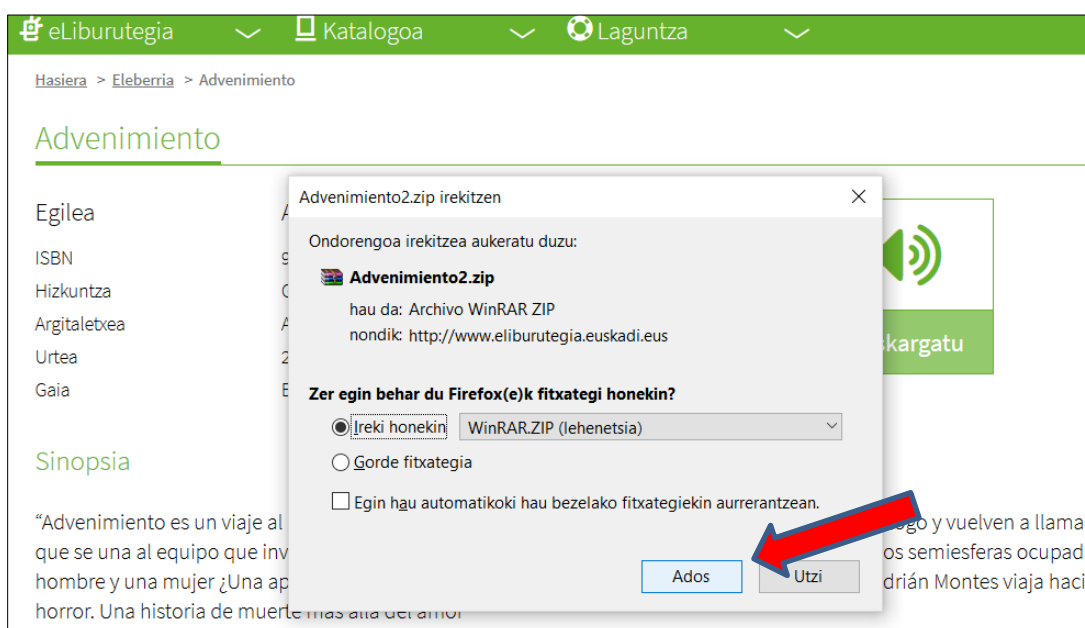 eLiburutegia Katalogoa Laguntza
Hasiera > Eleberria > Advenimiento
Advenimiento
Egilea
ISBN
Hizkuntza
Argitaletxea
Urtea
Gaia
Advenimiento2.zip irekitzen
Ondorengoa irekitzea aukeratu duzu:
Advenimiento2.zip
hau da: Archivo WinRAR ZIP
nondik: http://www.eliburutegia.euskadi.eus
Zer egin behar du Firefox(e)k fitxategi honekin?
Ireki honekin WinRAR.ZIP (lehenetsia)
Gorde fitxategia
Egin hau automatikoki hau bezelako fitxategiekin aurrerantzean.
Ados Utzi
kargatu
Sinopsia
“Advenimiento es un viaje al y vuelven a llama
que se una al equipo que inv os semiesferas ocupad
hombre y una mujer ¿Una ap drián Montes viaja haci
horror. Una historia de muerte más allá del amor